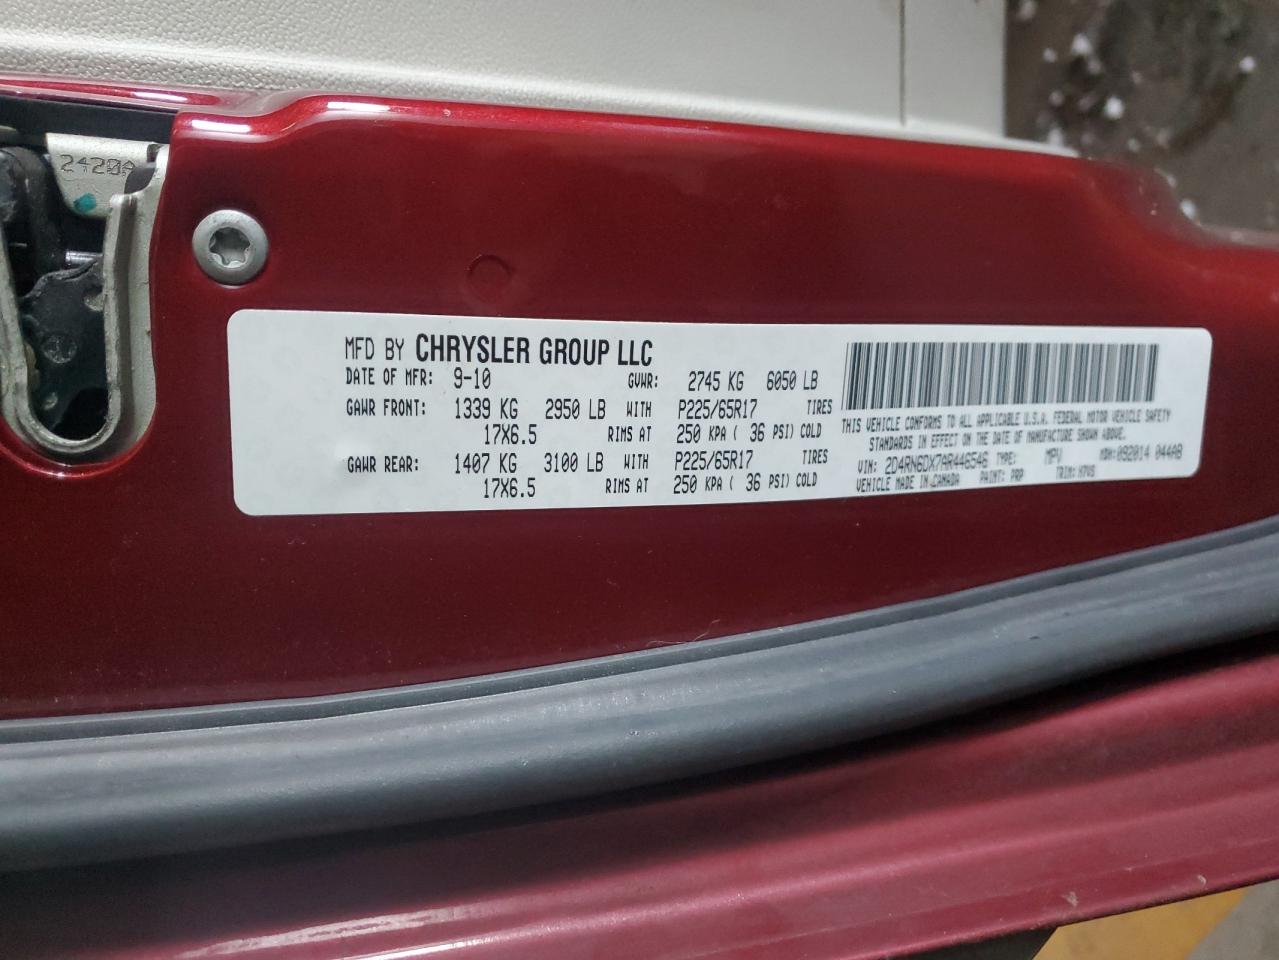 2420A
MFD BY CHRYSLER GROUP LLC
DATE OF MFR: 9-10 GVWR: 2745 KG 6050 LB
GAWR FRONT: 1339 KG 2950 LB WITH P225/65R17 TIRES
17X6.5 RIMS AT 250 KPA ( 36 PSI) COLD
GAWR REAR: 1407 KG 3100 LB WITH P225/65R17 TIRES
17X6.5 RIMS AT 250 KPA ( 36 PSI) COLD
THIS VEHICLE CONFORMS TO ALL APPLICABLE U.S.A. FEDERAL MOTOR VEHICLE SAFETY
STANDARDS IN EFFECT ON THE DATE OF MANUFACTURE SHOWN ABOVE.
VIN: 2D4RN6DX7AR446546 TYPE: MPV MDH: 092014 044AB
VEHICLE MADE IN CANADA PAINT: PRP TRIM: